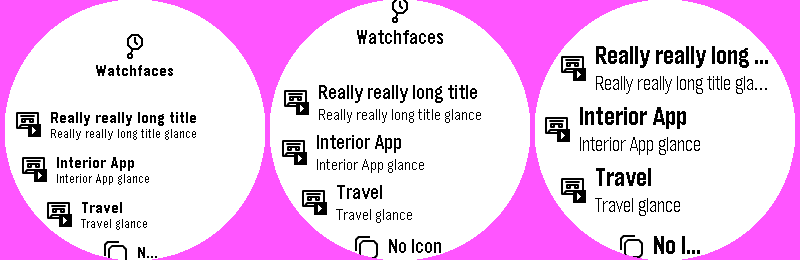 Watchfaces
Really really long title
Really really long title glance
Interior App
Interior App glance
Travel
Travel glance
N...
Watchfaces
Really really long title
Really really long title glance
Interior App
Interior App glance
Travel
Travel glance
No Icon
Really really long ...
Really really long title gla...
Interior App
Interior App glance
Travel
Travel glance
No I...